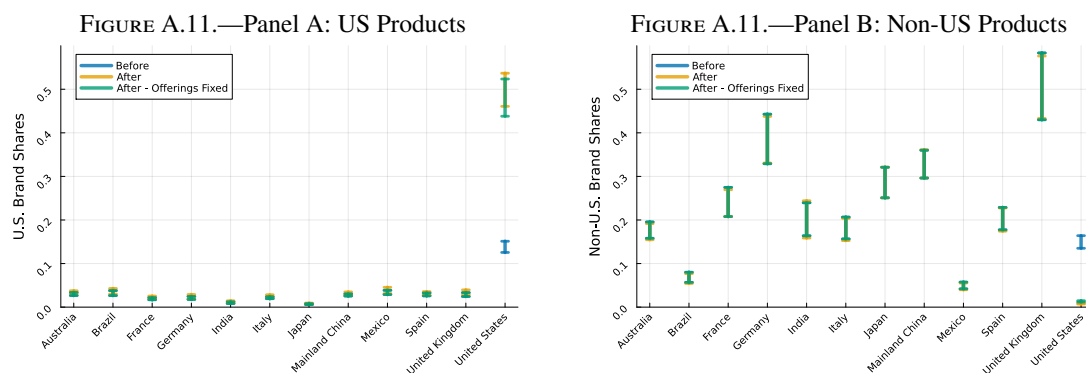 FIGURE A.11.—Panel A: US Products
Before
After
After - Offerings Fixed
U.S. Brand Shares
0.5
0.4
0.3
0.2
0.1
0.0
Australia
Brazil
France
Germany
India
Italy
Japan
Mainland China
Mexico
Spain
United Kingdom
United States
FIGURE A.11.—Panel B: Non-US Products
Before
After
After - Offerings Fixed
Non-U.S. Brand Shares
0.5
0.4
0.3
0.2
0.1
0.0
Australia
Brazil
France
Germany
India
Italy
Japan
Mainland China
Mexico
Spain
United Kingdom
United States